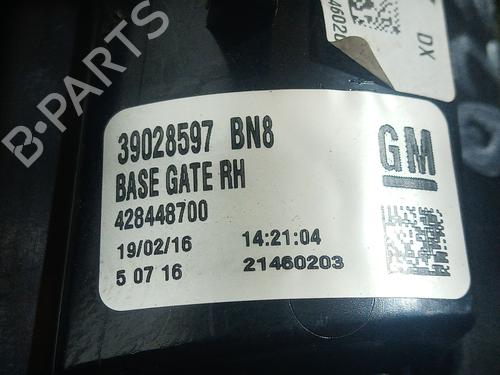 B-PARTS
4602
DX
39028597 BN8
GM
BASE GATE RH
428448700
19/02/16 14:21:04
5 07 16 21460203